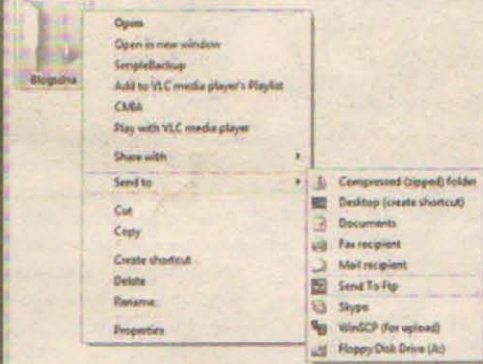 Blogsdna
Open
Open in new window
SimpleBackup
Add to VLC media player's Playlist
Play with VLC media player
Share with
Send to
Cut
Copy
Create shortcut
Delete
Rename
Properties
Compressed (zipped) folder
Desktop (create shortcut)
Documents
Fax recipient
Mail recipient
Send To Ftp
Skype
WinSCP (for upload)
Floppy Disk Drive (A:)